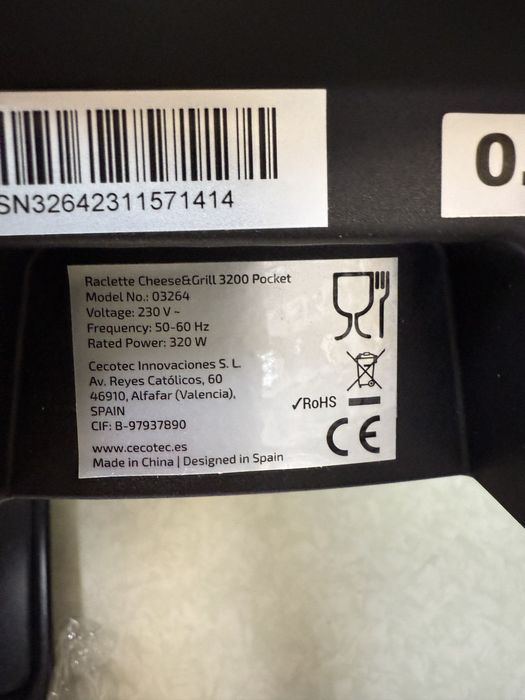 SN32642311571414
0.
Raclette Cheese&Grill 3200 Pocket
Model No.: 03264
Voltage: 230 V ~
Frequency: 50-60 Hz
Rated Power: 320 W
Cecotec Innovaciones S. L.
Av. Reyes Católicos, 60
46910, Alfafar (Valencia),
SPAIN
CIF: B-97937890
www.cecotec.es
Made in China | Designed in Spain
✓RoHS
CE